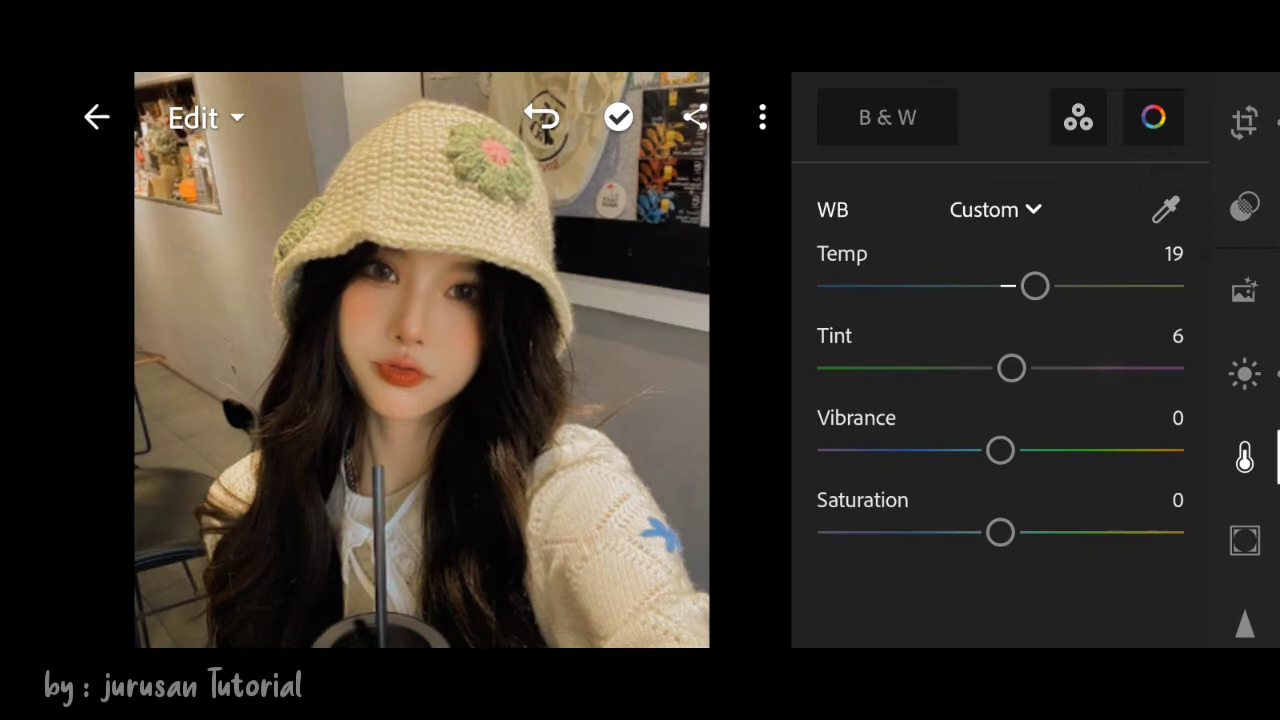 Edit
B & W
WB
Custom
Temp
19
Tint
6
Vibrance
0
Saturation
0
by : jurusan Tutorial